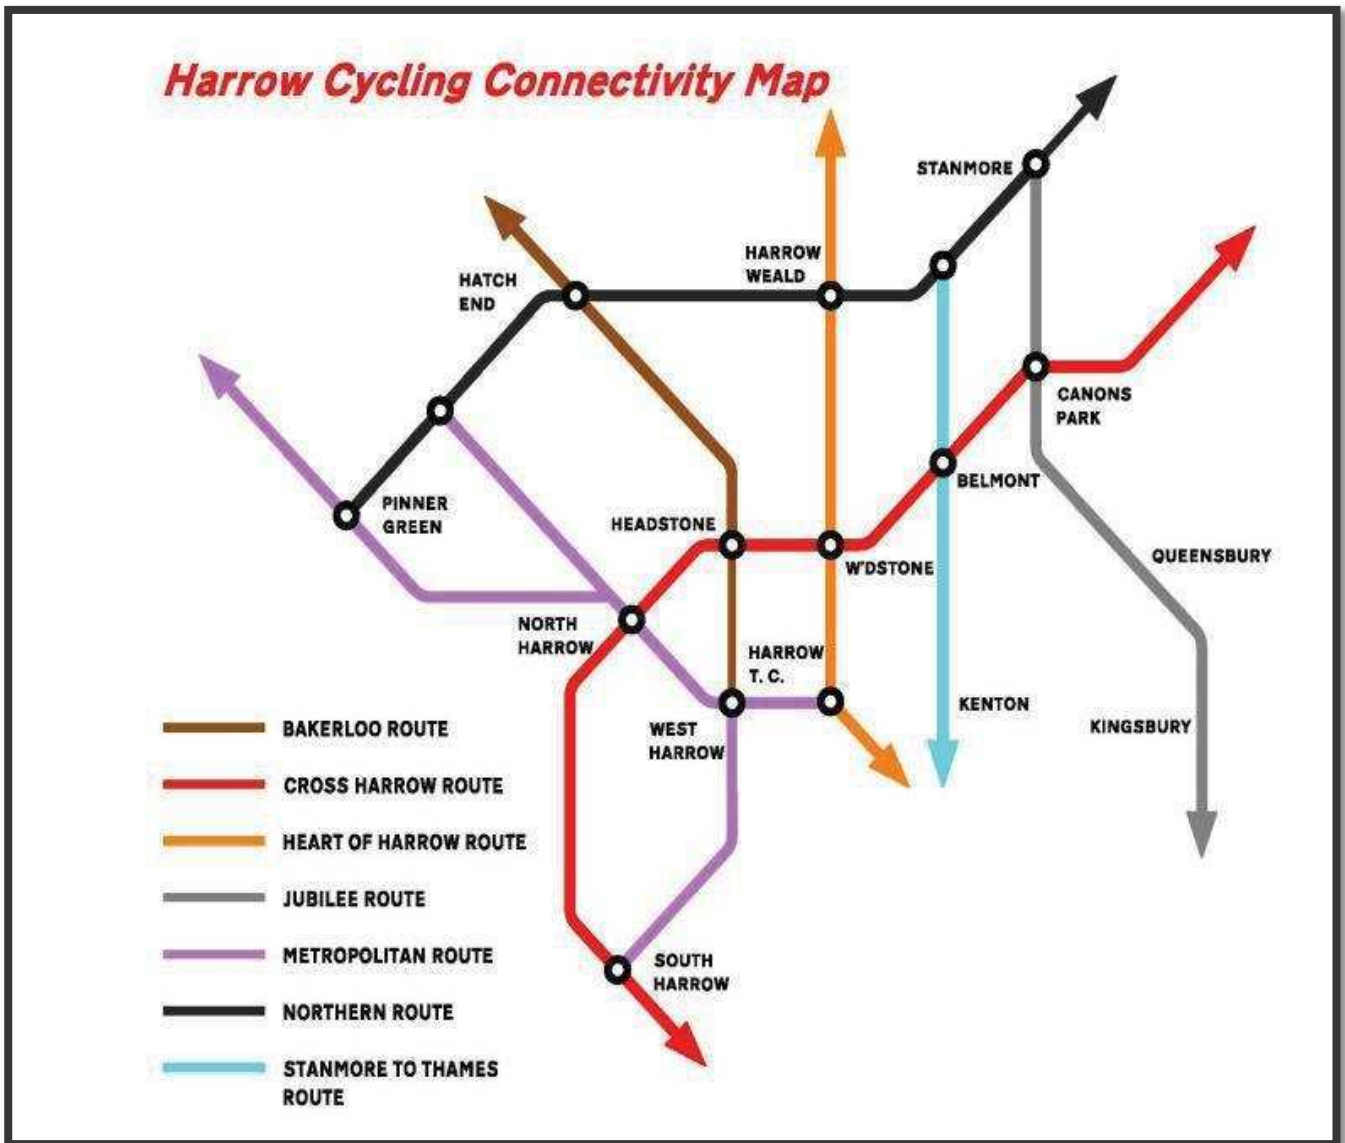 Harrow Cycling Connectivity Map
STANMORE
HARROW
WEALD
HATCH
END
CANONS
PARK
BELMONT
PINNER
GREEN
HEADSTONE
W'DSTONE
QUEENSBURY
NORTH
HARROW
HARROW
T. C.
KENTON
WEST
HARROW
KINGSBURY
SOUTH
HARROW
BAKERLOO ROUTE
CROSS HARROW ROUTE
HEART OF HARROW ROUTE
JUBILEE ROUTE
METROPOLITAN ROUTE
NORTHERN ROUTE
STANMORE TO THAMES
ROUTE